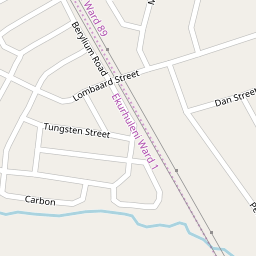 Ward 89
Beryllium Road
Lombaard Street
Dan Street
Ekurhuleni Ward 1
Tungsten Street
Carbon